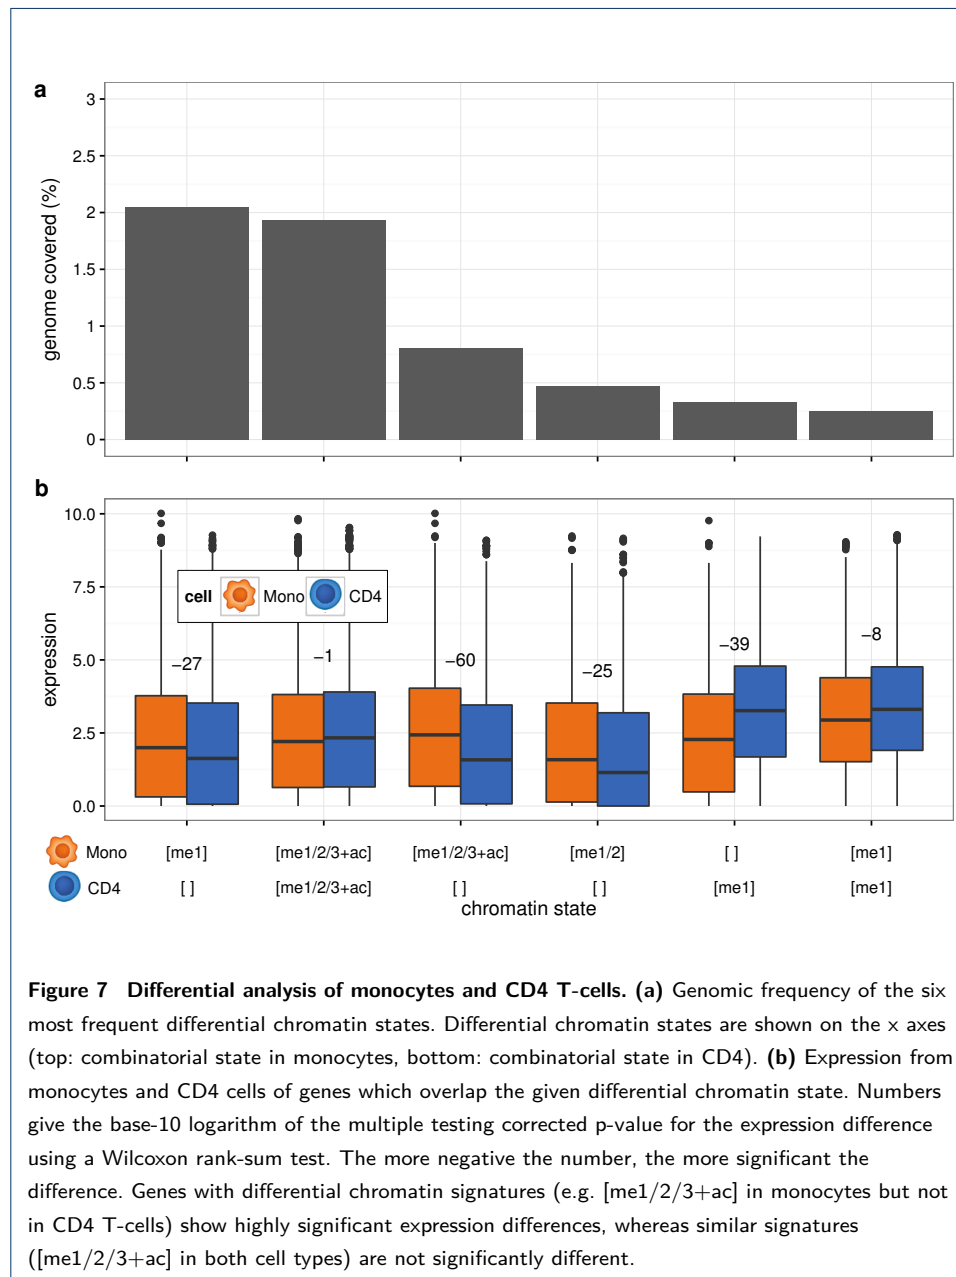 a
3
2.5
2
1.5
1
0.5
0
genome covered (%)
b
10.0
7.5
5.0
2.5
0.0
expression
cell Mono CD4
−27
−1
−60
−25
−39
−8
Mono [me1] [me1/2/3+ac] [me1/2/3+ac] [me1/2] [ ] [me1]
CD4 [ ] [me1/2/3+ac] [ ] [ ] [me1] [me1]
chromatin state
Figure 7 Differential analysis of monocytes and CD4 T-cells. (a) Genomic frequency of the six
most frequent differential chromatin states. Differential chromatin states are shown on the x axes
(top: combinatorial state in monocytes, bottom: combinatorial state in CD4). (b) Expression from
monocytes and CD4 cells of genes which overlap the given differential chromatin state. Numbers
give the base-10 logarithm of the multiple testing corrected p-value for the expression difference
using a Wilcoxon rank-sum test. The more negative the number, the more significant the
difference. Genes with differential chromatin signatures (e.g. [me1/2/3+ac] in monocytes but not
in CD4 T-cells) show highly significant expression differences, whereas similar signatures
([me1/2/3+ac] in both cell types) are not significantly different.